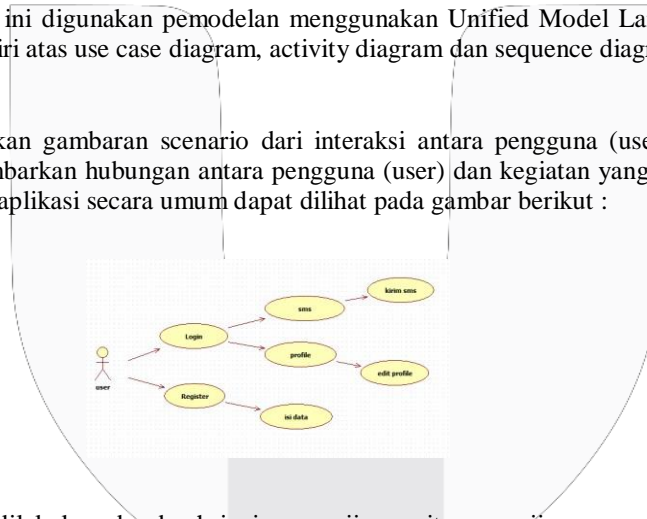 ini digunakan pemodelan menggunakan Unified Model La
iri atas use case diagram, activity diagram dan sequence diagr
kan gambaran scenario dari interaksi antara pengguna (use
mbarkan hubungan antara pengguna (user) dan kegiatan yang
aplikasi secara umum dapat dilihat pada gambar berikut :
kirim sms
sms
Login
profile
edit profile
user
Register
isi data